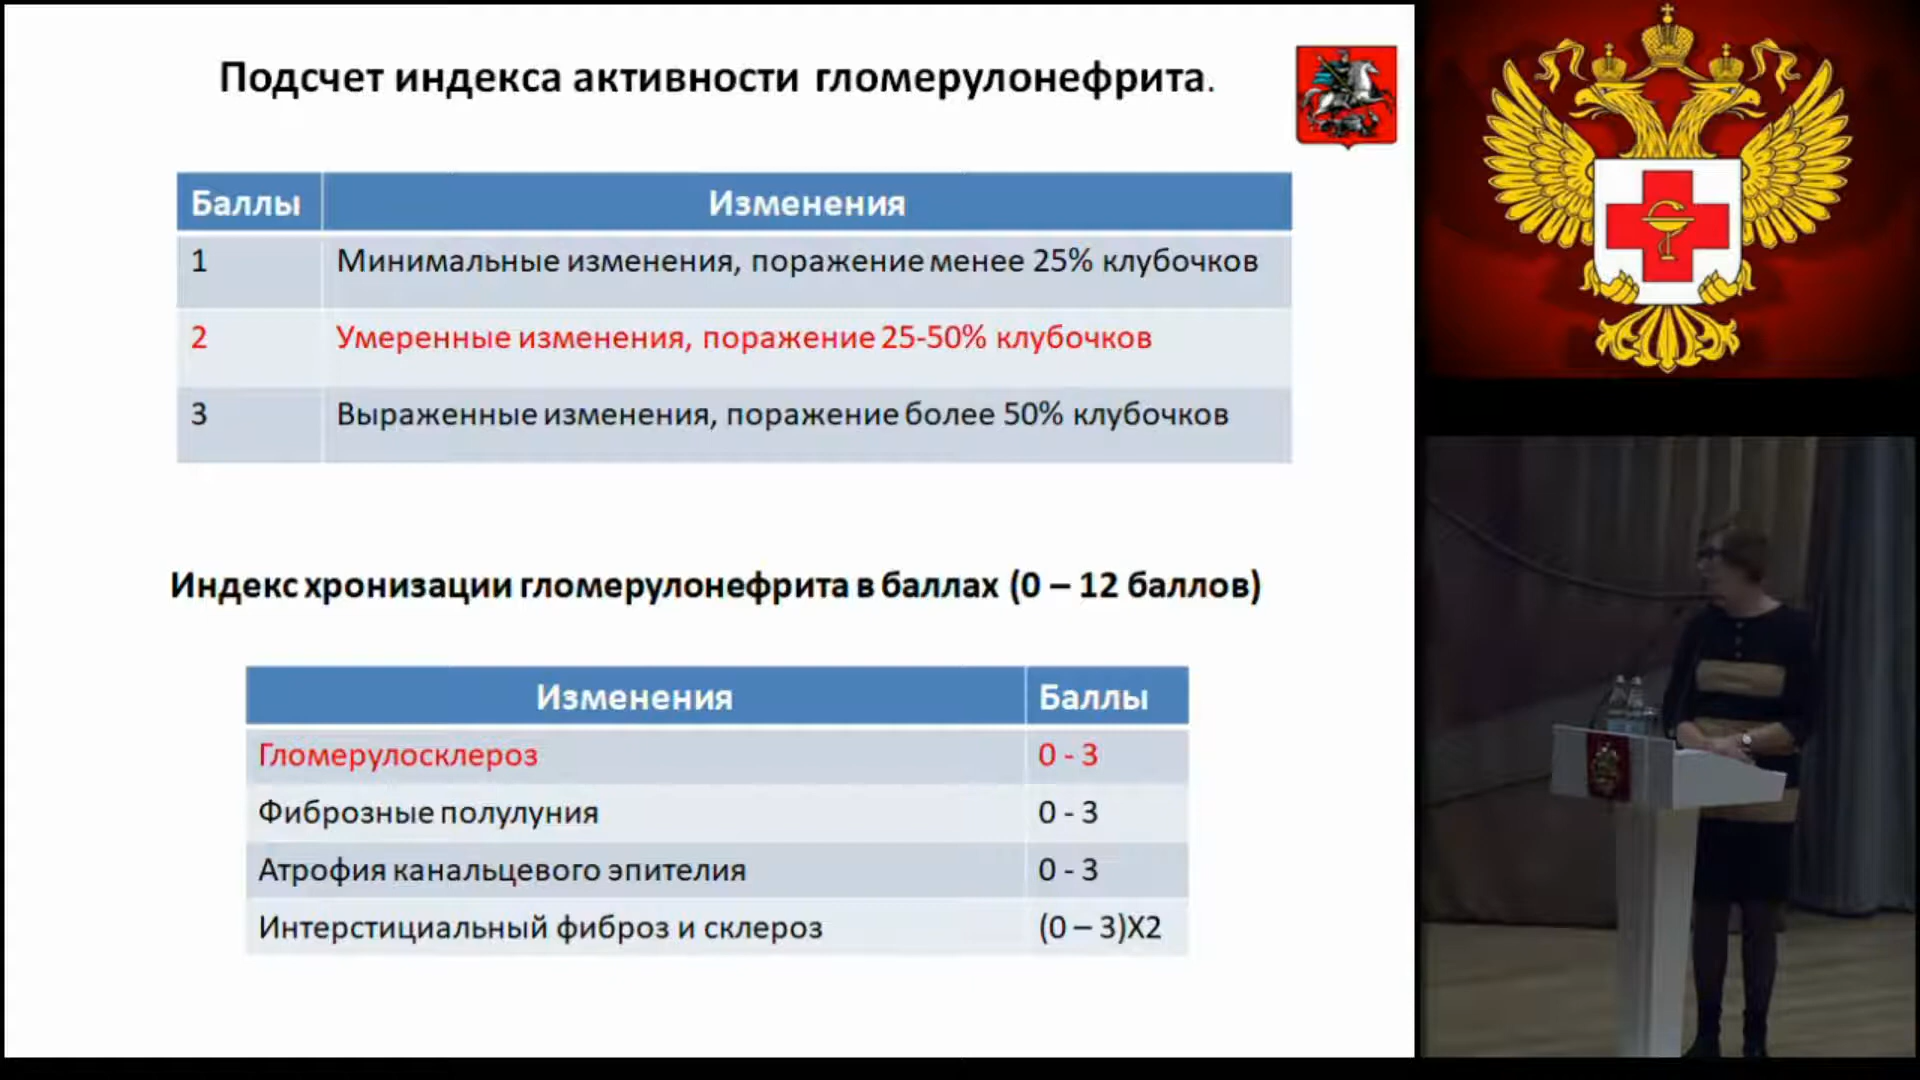 Подсчет индекса активности гломерулонефрита.
Баллы Изменения
1 Минимальные изменения, поражение менее 25% клубочков
2 Умеренные изменения, поражение 25-50% клубочков
3 Выраженные изменения, поражение более 50% клубочков
Индекс хронизации гломерулонефрита в баллах (0 – 12 баллов)
Изменения Баллы
Гломерулосклероз 0 - 3
Фиброзные полулуния 0 - 3
Атрофия канальцевого эпителия 0 - 3
Интерстициальный фиброз и склероз (0 – 3)X2